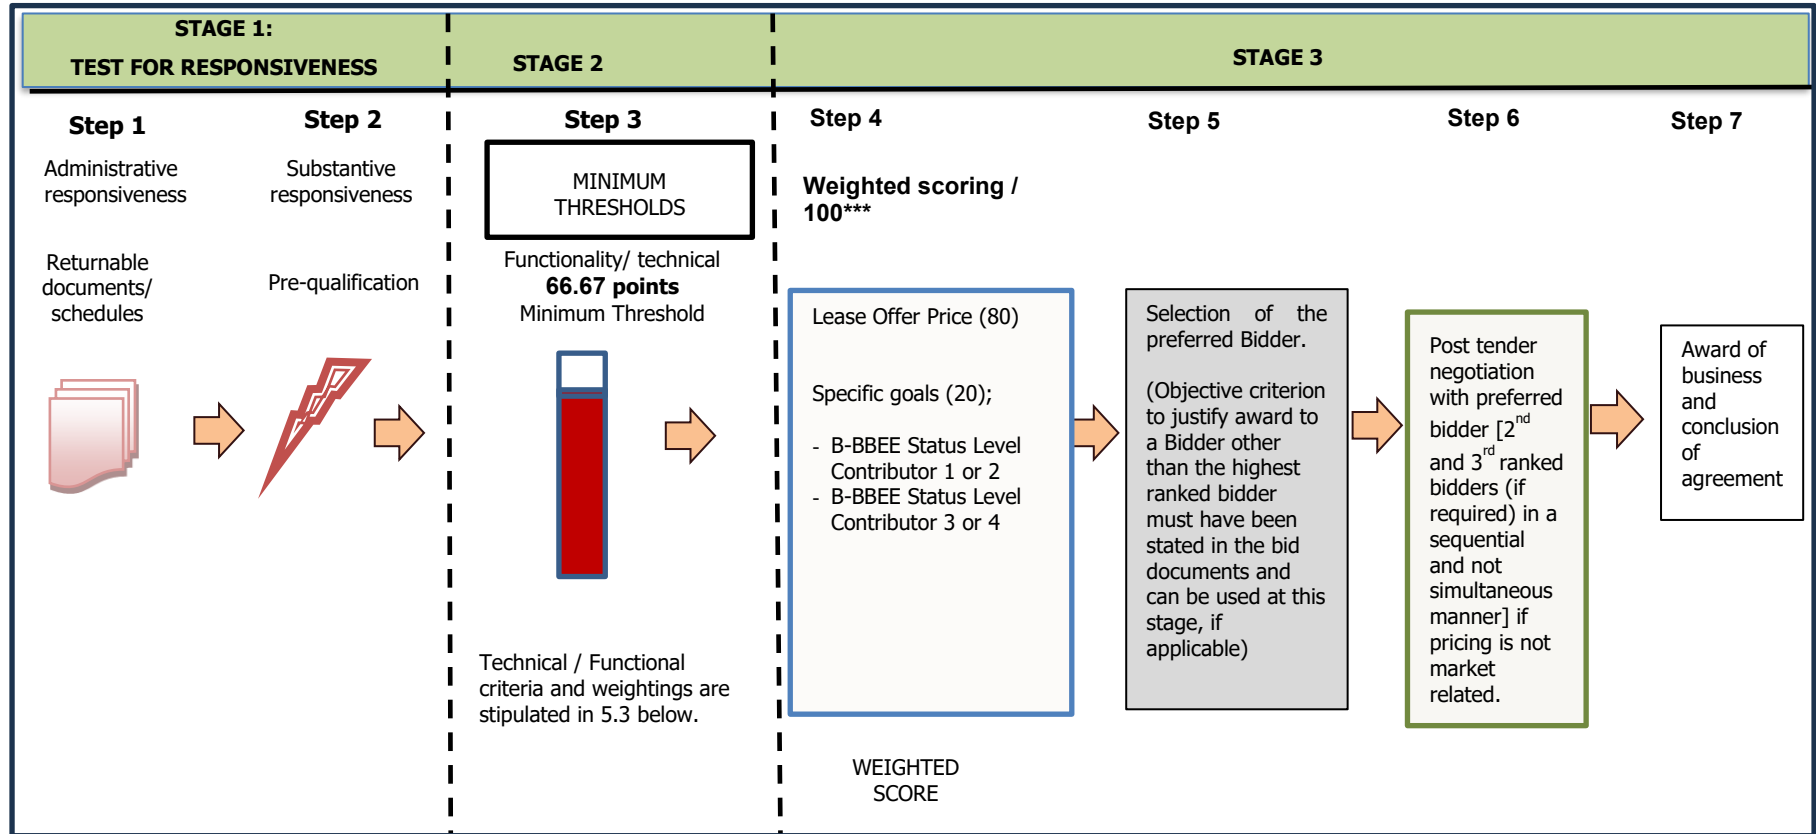 STAGE 1:
TEST FOR RESPONSIVENESS
STAGE 2
STAGE 3
Step 1
Administrative
responsiveness
Returnable
documents/
schedules
Step 2
Substantive
responsiveness
Pre-qualification
Step 3
MINIMUM
THRESHOLDS
Functionality/ technical
66.67 points
Minimum Threshold
Technical / Functional
criteria and weightings are
stipulated in 5.3 below.
Step 4
Weighted scoring /
100***
Lease Offer Price (80)
Specific goals (20);
- B-BBEE Status Level
Contributor 1 or 2
- B-BBEE Status Level
Contributor 3 or 4
WEIGHTED
SCORE
Step 5
Selection of the
preferred Bidder.
(Objective criterion
to justify award to
a Bidder other
than the highest
ranked bidder
must have been
stated in the bid
documents and
can be used at this
stage, if
applicable)
Step 6
Post tender
negotiation
with preferred
bidder [2nd
and 3rd ranked
bidders (if
required) in a
sequential
and not
simultaneous
manner] if
pricing is not
market
related.
Step 7
Award of
business
and
conclusion
of
agreement